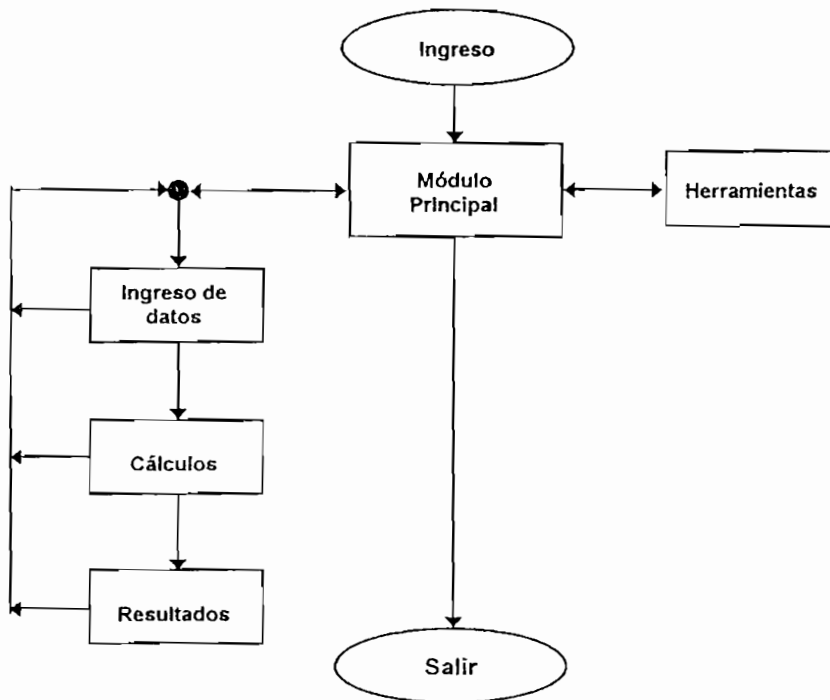 Ingreso
Módulo
Principal
Herramientas
Ingreso de
datos
Cálculos
Resultados
Salir